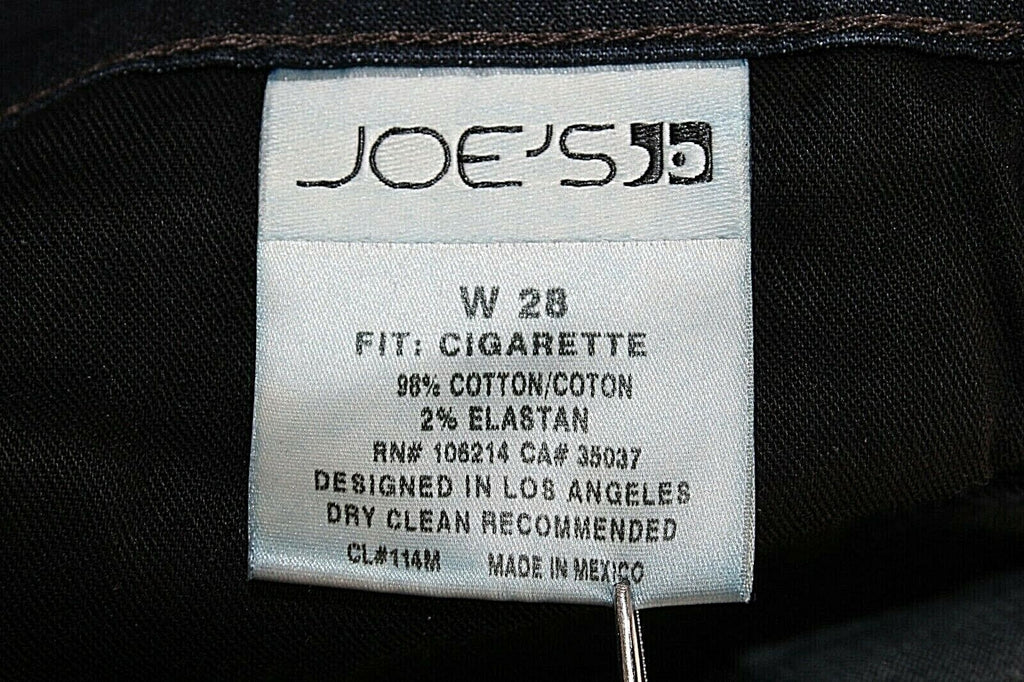 JOE'S
W 28
FIT: CIGARETTE
98% COTTON/COTON
2% ELASTAN
RN# 106214 CA# 35037
DESIGNED IN LOS ANGELES
DRY CLEAN RECOMMENDED
CL#114M MADE IN MEXICO